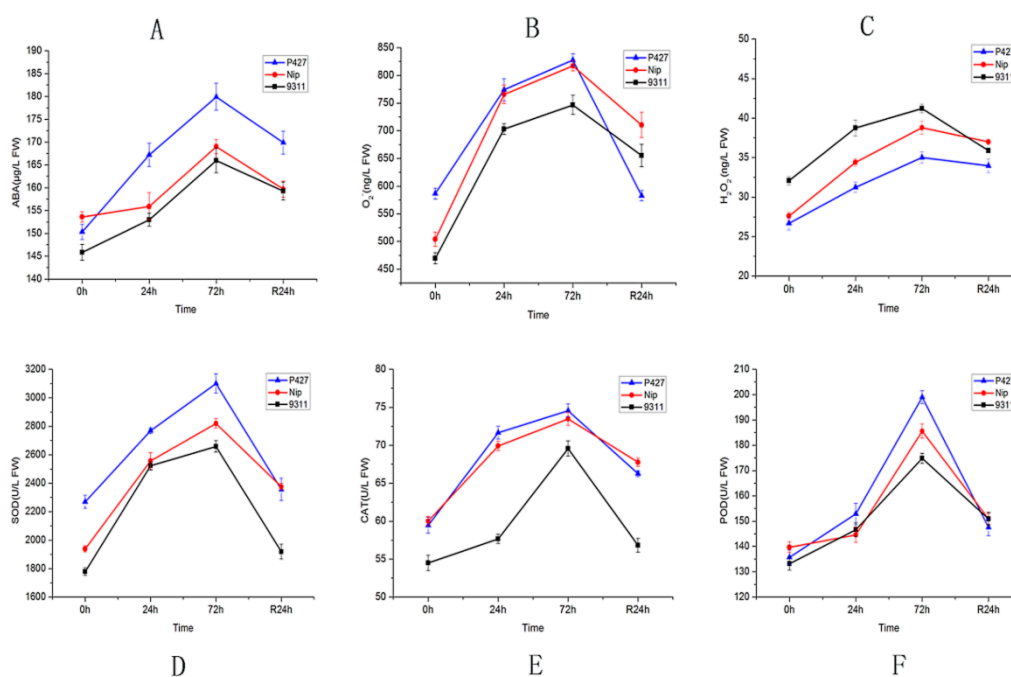 A
B
C
ABA(μg/L FW)
190
185
180
175
170
165
160
155
150
145
140
P427
Nip
9311
0h
24h
72h
R24h
Time
O₂⁻(ng/L FW)
850
800
750
700
650
600
550
500
450
P427
Nip
9311
0h
24h
72h
R24h
Time
H₂O₂(ng/L FW)
50
45
40
35
30
25
20
P427
Nip
9311
0h
24h
72h
R24h
Time
SOD(U/L FW)
3200
3000
2800
2600
2400
2200
2000
1800
1600
P427
Nip
9311
0h
24h
72h
R24h
Time
CAT(U/L FW)
80
75
70
65
60
55
50
P427
Nip
9311
0h
24h
72h
R24h
Time
POD(U/L FW)
210
200
190
180
170
160
150
140
130
120
P427
Nip
9311
0h
24h
72h
R24h
Time
D
E
F